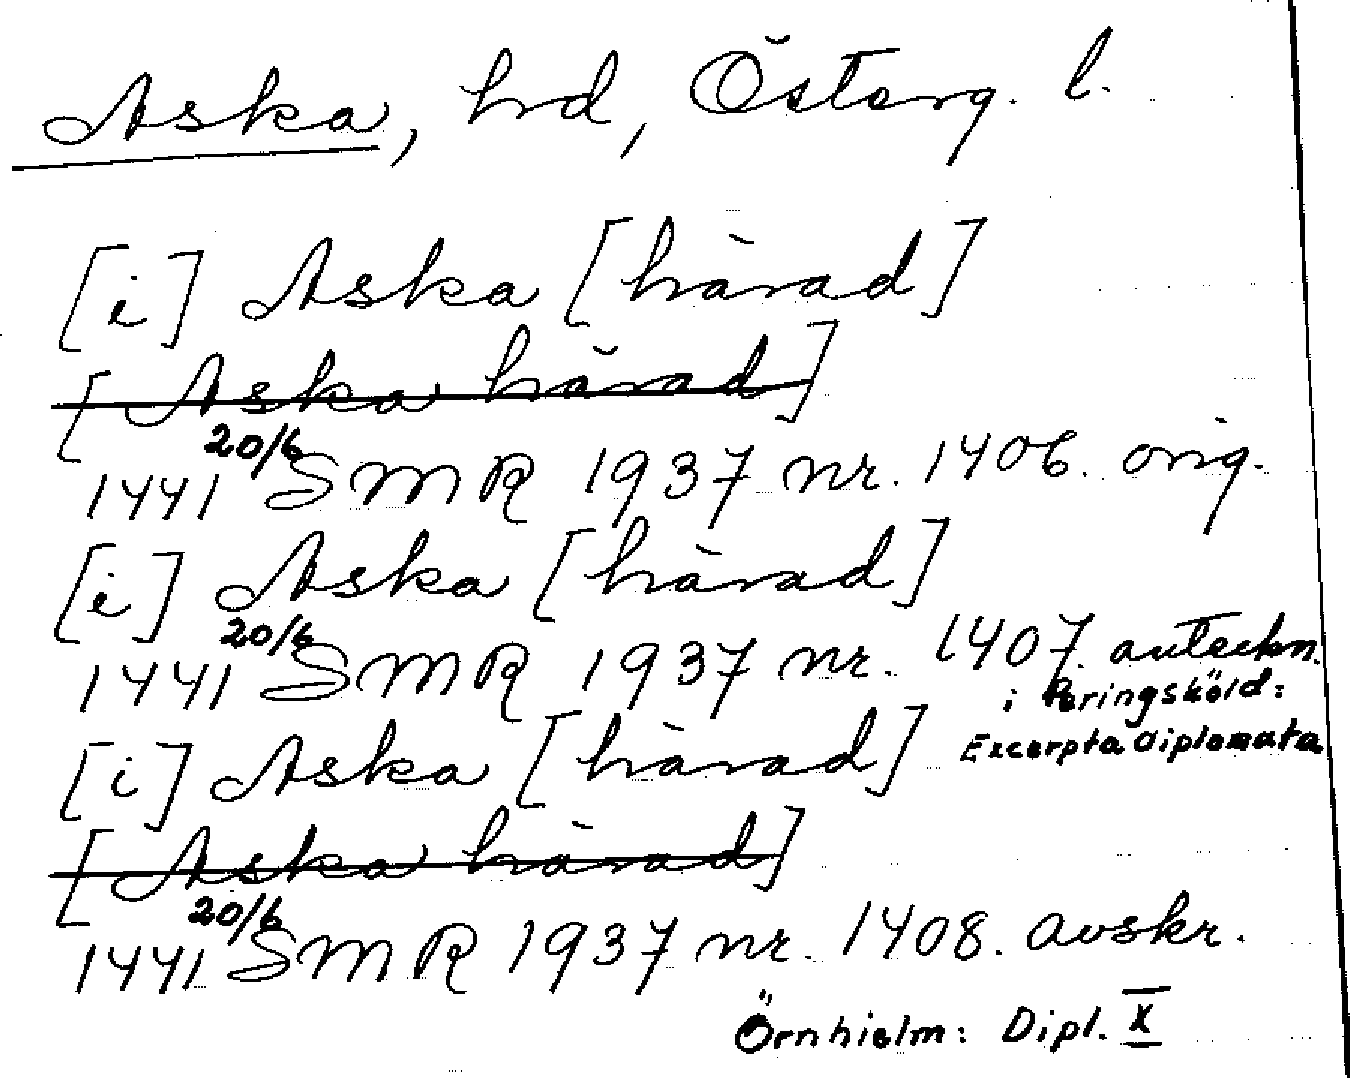 Aska, hd, Österg. l.
[i] Aska [härad]
[Aska härad]
1441 20/6 SMR 1937 nr. 1406. orig.
[i] Aska [härad]
1441 20/6 SMR 1937 nr. 1407. anteckn.
i Peringsköld:
Excerpta Diplomata
[i] Aska [härad]
[Aska härad]
1441 20/6 SMR 1937 nr. 1408. avskr.
Örnhielm: Dipl. X